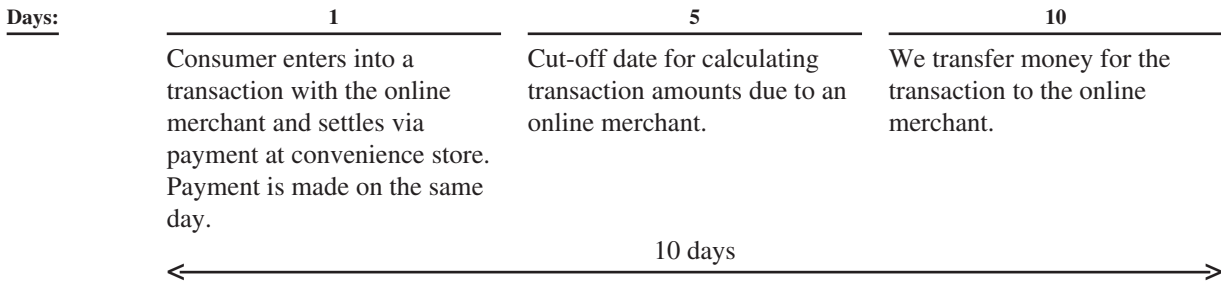 Days: 1 5 10
Consumer enters into a
transaction with the online
merchant and settles via
payment at convenience store.
Payment is made on the same
day.
Cut-off date for calculating
transaction amounts due to an
online merchant.
We transfer money for the
transaction to the online
merchant.
10 days